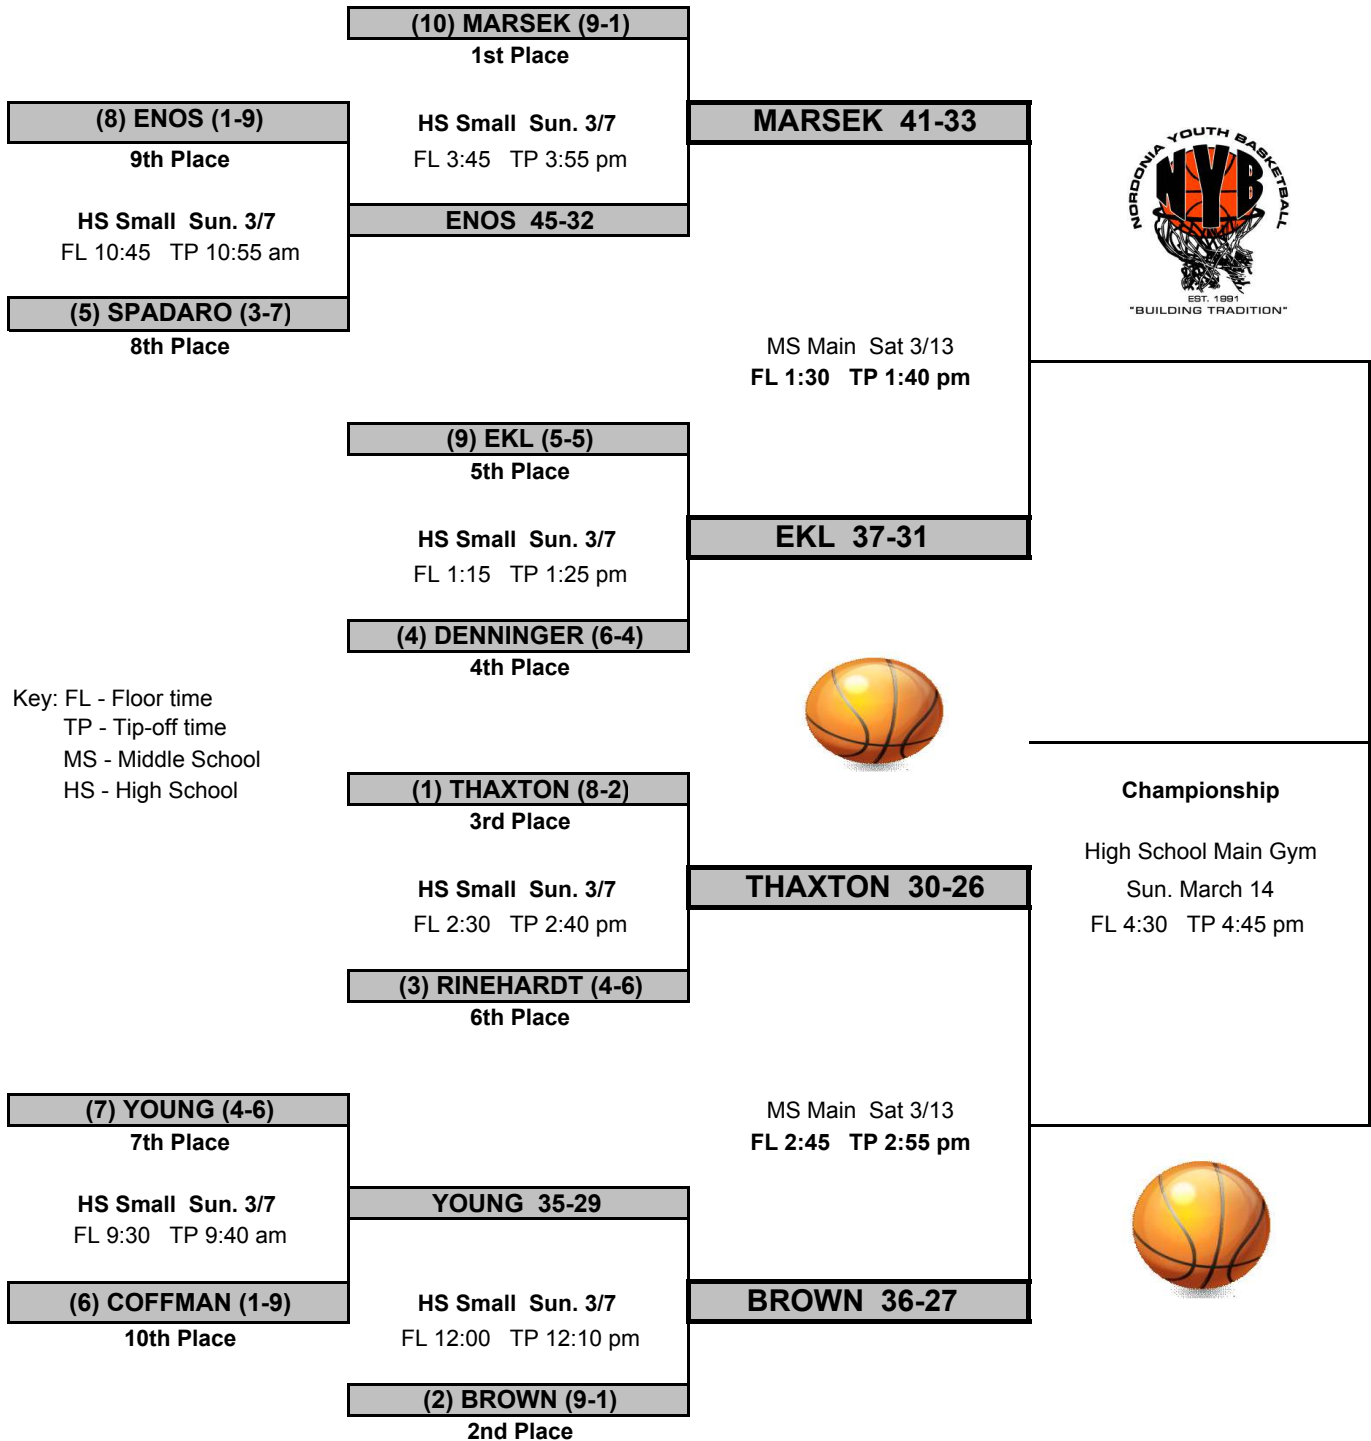 (10) MARSEK (9-1)
1st Place
(8) ENOS (1-9)
9th Place
HS Small Sun. 3/7
FL 3:45 TP 3:55 pm
MARSEK 41-33
NORDONIA YOUTH BASKETBALL
NYB
EST. 1991
"BUILDING TRADITION"
HS Small Sun. 3/7
FL 10:45 TP 10:55 am
ENOS 45-32
(5) SPADARO (3-7)
8th Place
MS Main Sat 3/13
FL 1:30 TP 1:40 pm
(9) EKL (5-5)
5th Place
HS Small Sun. 3/7
FL 1:15 TP 1:25 pm
EKL 37-31
(4) DENNINGER (6-4)
4th Place
Key: FL - Floor time
TP - Tip-off time
MS - Middle School
HS - High School
(1) THAXTON (8-2)
3rd Place
HS Small Sun. 3/7
FL 2:30 TP 2:40 pm
THAXTON 30-26
Championship
High School Main Gym
Sun. March 14
FL 4:30 TP 4:45 pm
(3) RINEHARDT (4-6)
6th Place
(7) YOUNG (4-6)
7th Place
MS Main Sat 3/13
FL 2:45 TP 2:55 pm
HS Small Sun. 3/7
FL 9:30 TP 9:40 am
YOUNG 35-29
(6) COFFMAN (1-9)
10th Place
HS Small Sun. 3/7
FL 12:00 TP 12:10 pm
BROWN 36-27
(2) BROWN (9-1)
2nd Place